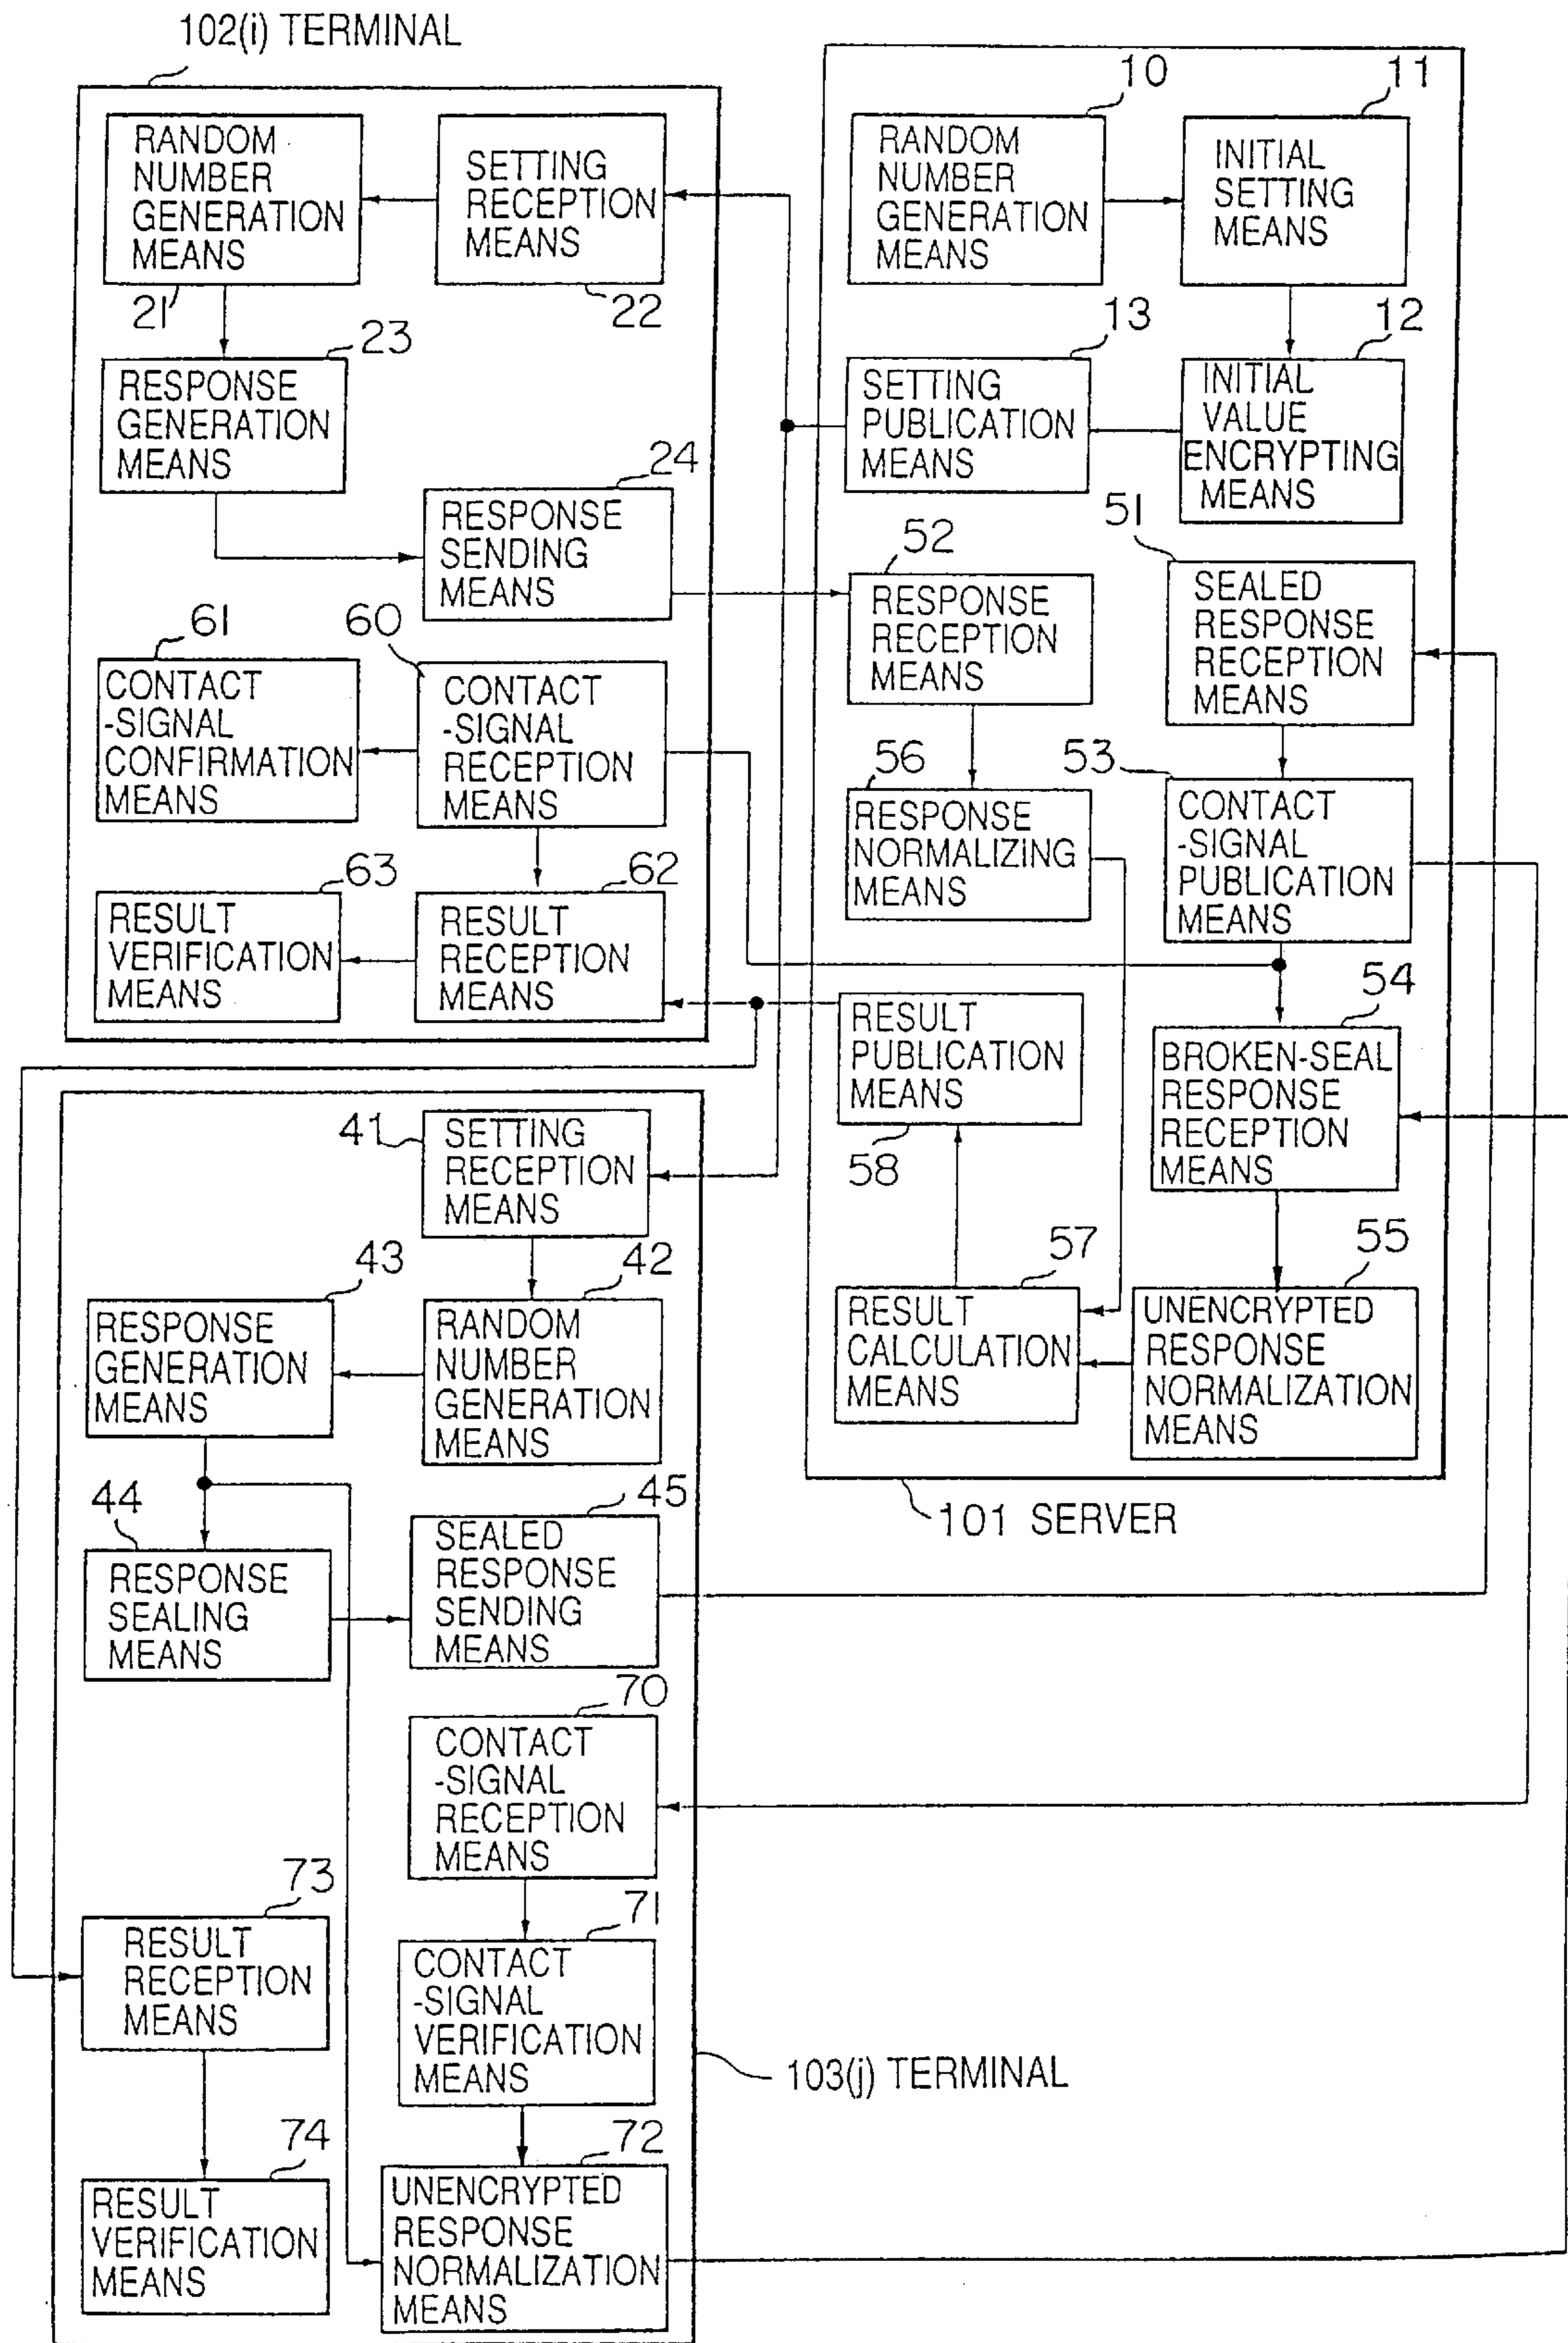 102(i) TERMINAL
21
RANDOM
NUMBER
GENERATION
MEANS
22
SETTING
RECEPTION
MEANS
23
RESPONSE
GENERATION
MEANS
24
RESPONSE
SENDING
MEANS
61
CONTACT
-SIGNAL
CONFIRMATION
MEANS
60
CONTACT
-SIGNAL
RECEPTION
MEANS
63
RESULT
VERIFICATION
MEANS
62
RESULT
RECEPTION
MEANS
10
RANDOM
NUMBER
GENERATION
MEANS
11
INITIAL
SETTING
MEANS
13
SETTING
PUBLICATION
MEANS
12
INITIAL
VALUE
ENCRYPTING
MEANS
52
RESPONSE
RECEPTION
MEANS
51
SEALED
RESPONSE
RECEPTION
MEANS
56
RESPONSE
NORMALIZING
MEANS
53
CONTACT
-SIGNAL
PUBLICATION
MEANS
RESULT
PUBLICATION
MEANS
58
54
BROKEN-SEAL
RESPONSE
RECEPTION
MEANS
57
RESULT
CALCULATION
MEANS
55
UNENCRYPTED
RESPONSE
NORMALIZATION
MEANS
101 SERVER
41
SETTING
RECEPTION
MEANS
43
RESPONSE
GENERATION
MEANS
42
RANDOM
NUMBER
GENERATION
MEANS
44
RESPONSE
SEALING
MEANS
45
SEALED
RESPONSE
SENDING
MEANS
70
CONTACT
-SIGNAL
RECEPTION
MEANS
73
RESULT
RECEPTION
MEANS
71
CONTACT
-SIGNAL
VERIFICATION
MEANS
103(j) TERMINAL
74
RESULT
VERIFICATION
MEANS
72
UNENCRYPTED
RESPONSE
NORMALIZATION
MEANS